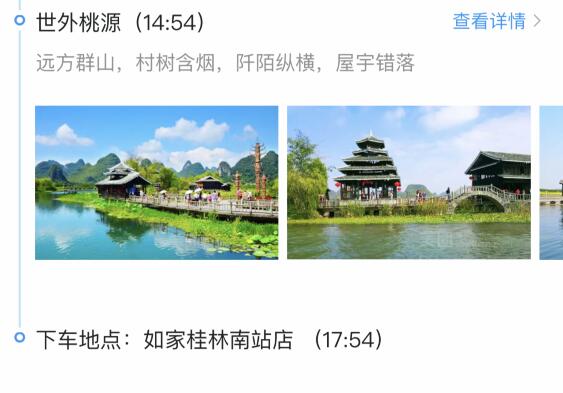 世外桃源（14:54）
查看详情
远方群山，村树含烟，阡陌纵横，屋宇错落
下车地点：如家桂林南站店 （17:54）